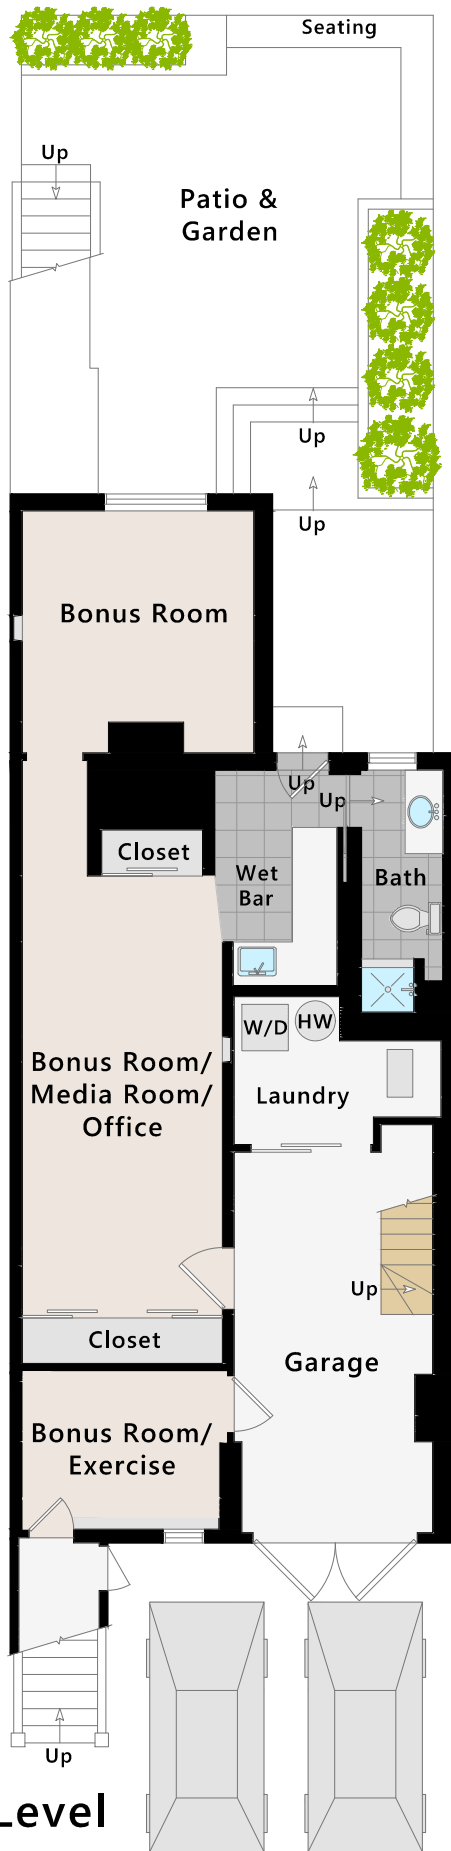 Seating
Up
Patio &
Garden
Up
Up
Bonus Room
Up
Up
Closet
Wet
Bar
Bath
W/D
HW
Bonus Room/
Media Room/
Office
Laundry
Up
Closet
Garage
Bonus Room/
Exercise
Up
Level